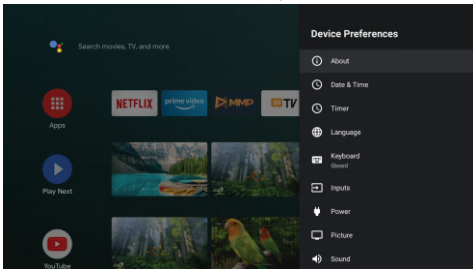 Search movies, TV, and more
Apps
NETFLIX
prime video
MMP
TV
Play Next
YouTube
Device Preferences
About
Date & Time
Timer
Language
Keyboard
Gboard
Inputs
Power
Picture
Sound